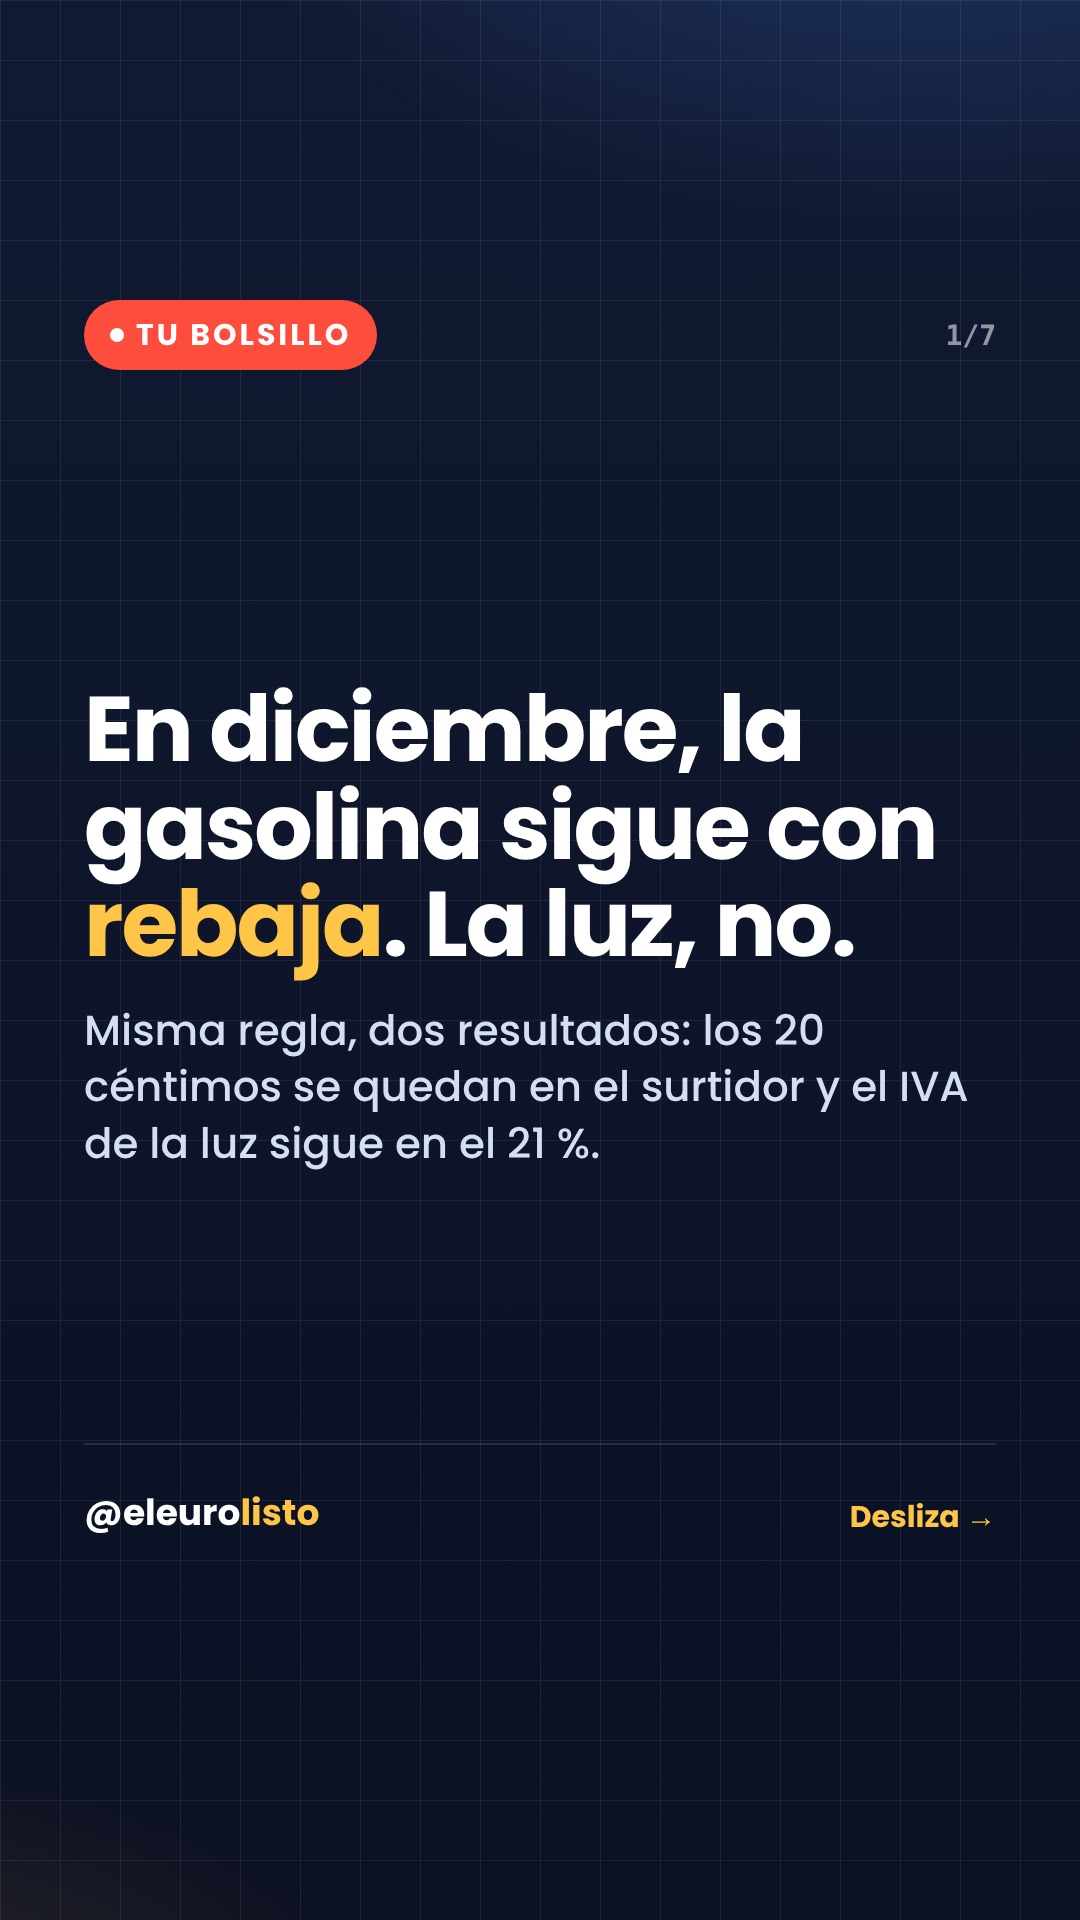 TU BOLSILLO
1/7
En diciembre, la
gasolina sigue con
rebaja. La luz, no.
Misma regla, dos resultados: los 20
céntimos se quedan en el surtidor y el IVA
de la luz sigue en el 21 %.
@eleurolisto
Desliza →